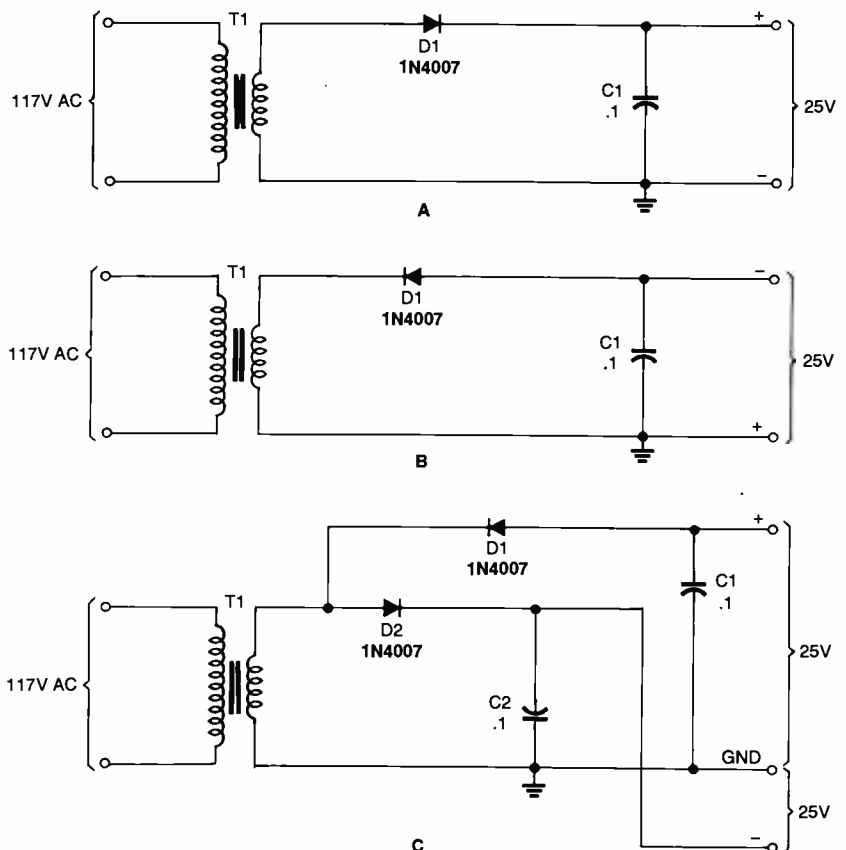 T1
+
D1
1N4007
117V AC
C1
.1
25V
−
A
T1
−
D1
1N4007
117V AC
C1
.1
25V
+
B
+
D1
1N4007
C1
.1
T1
D2
1N4007
25V
117V AC
C2
.1
GND
25V
−
C